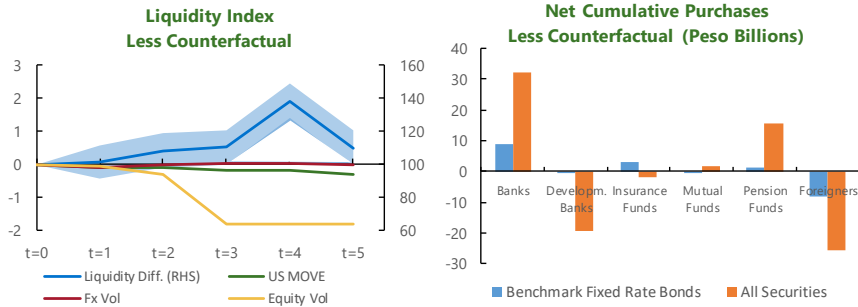 Liquidity Index
Less Counterfactual
3
2
1
0
-1
-2
160
140
120
100
80
60
t=0 t=1 t=2 t=3 t=4 t=5
Liquidity Diff. (RHS) US MOVE
Fx Vol Equity Vol
Net Cumulative Purchases
Less Counterfactual (Peso Billions)
40
30
20
10
0
-10
-20
-30
Banks Developm. Insurance Mutual Pension Foreigners
Banks Funds Funds Funds
Benchmark Fixed Rate Bonds All Securities